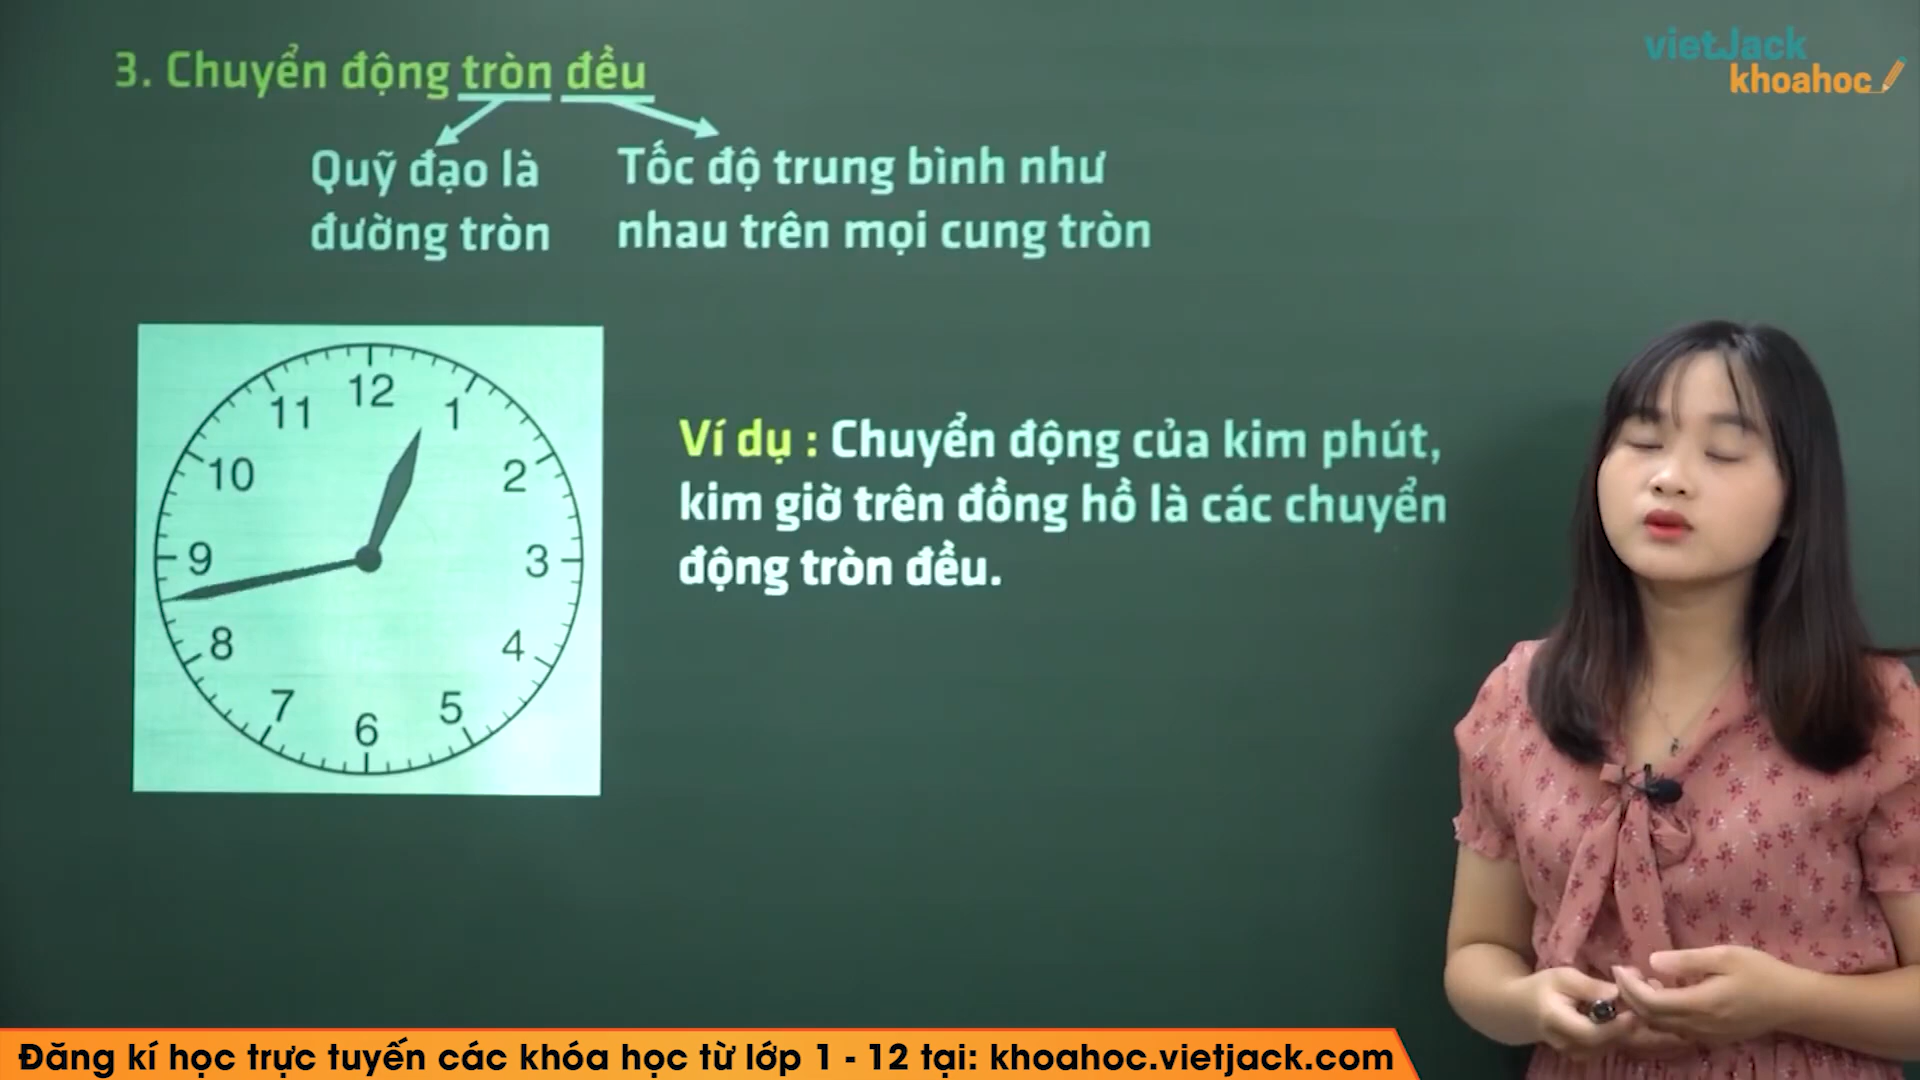 3. Chuyển động tròn đều
vietJack
khoahoc
Quỹ đạo là
đường tròn
Tốc độ trung bình như
nhau trên mọi cung tròn
12
11
1
10
2
9
3
8
4
7
5
6
Ví dụ : Chuyển động của kim phút,
kim giờ trên đồng hồ là các chuyển
động tròn đều.
Đăng kí học trực tuyến các khóa học từ lớp 1 - 12 tại: khoahoc.vietjack.com